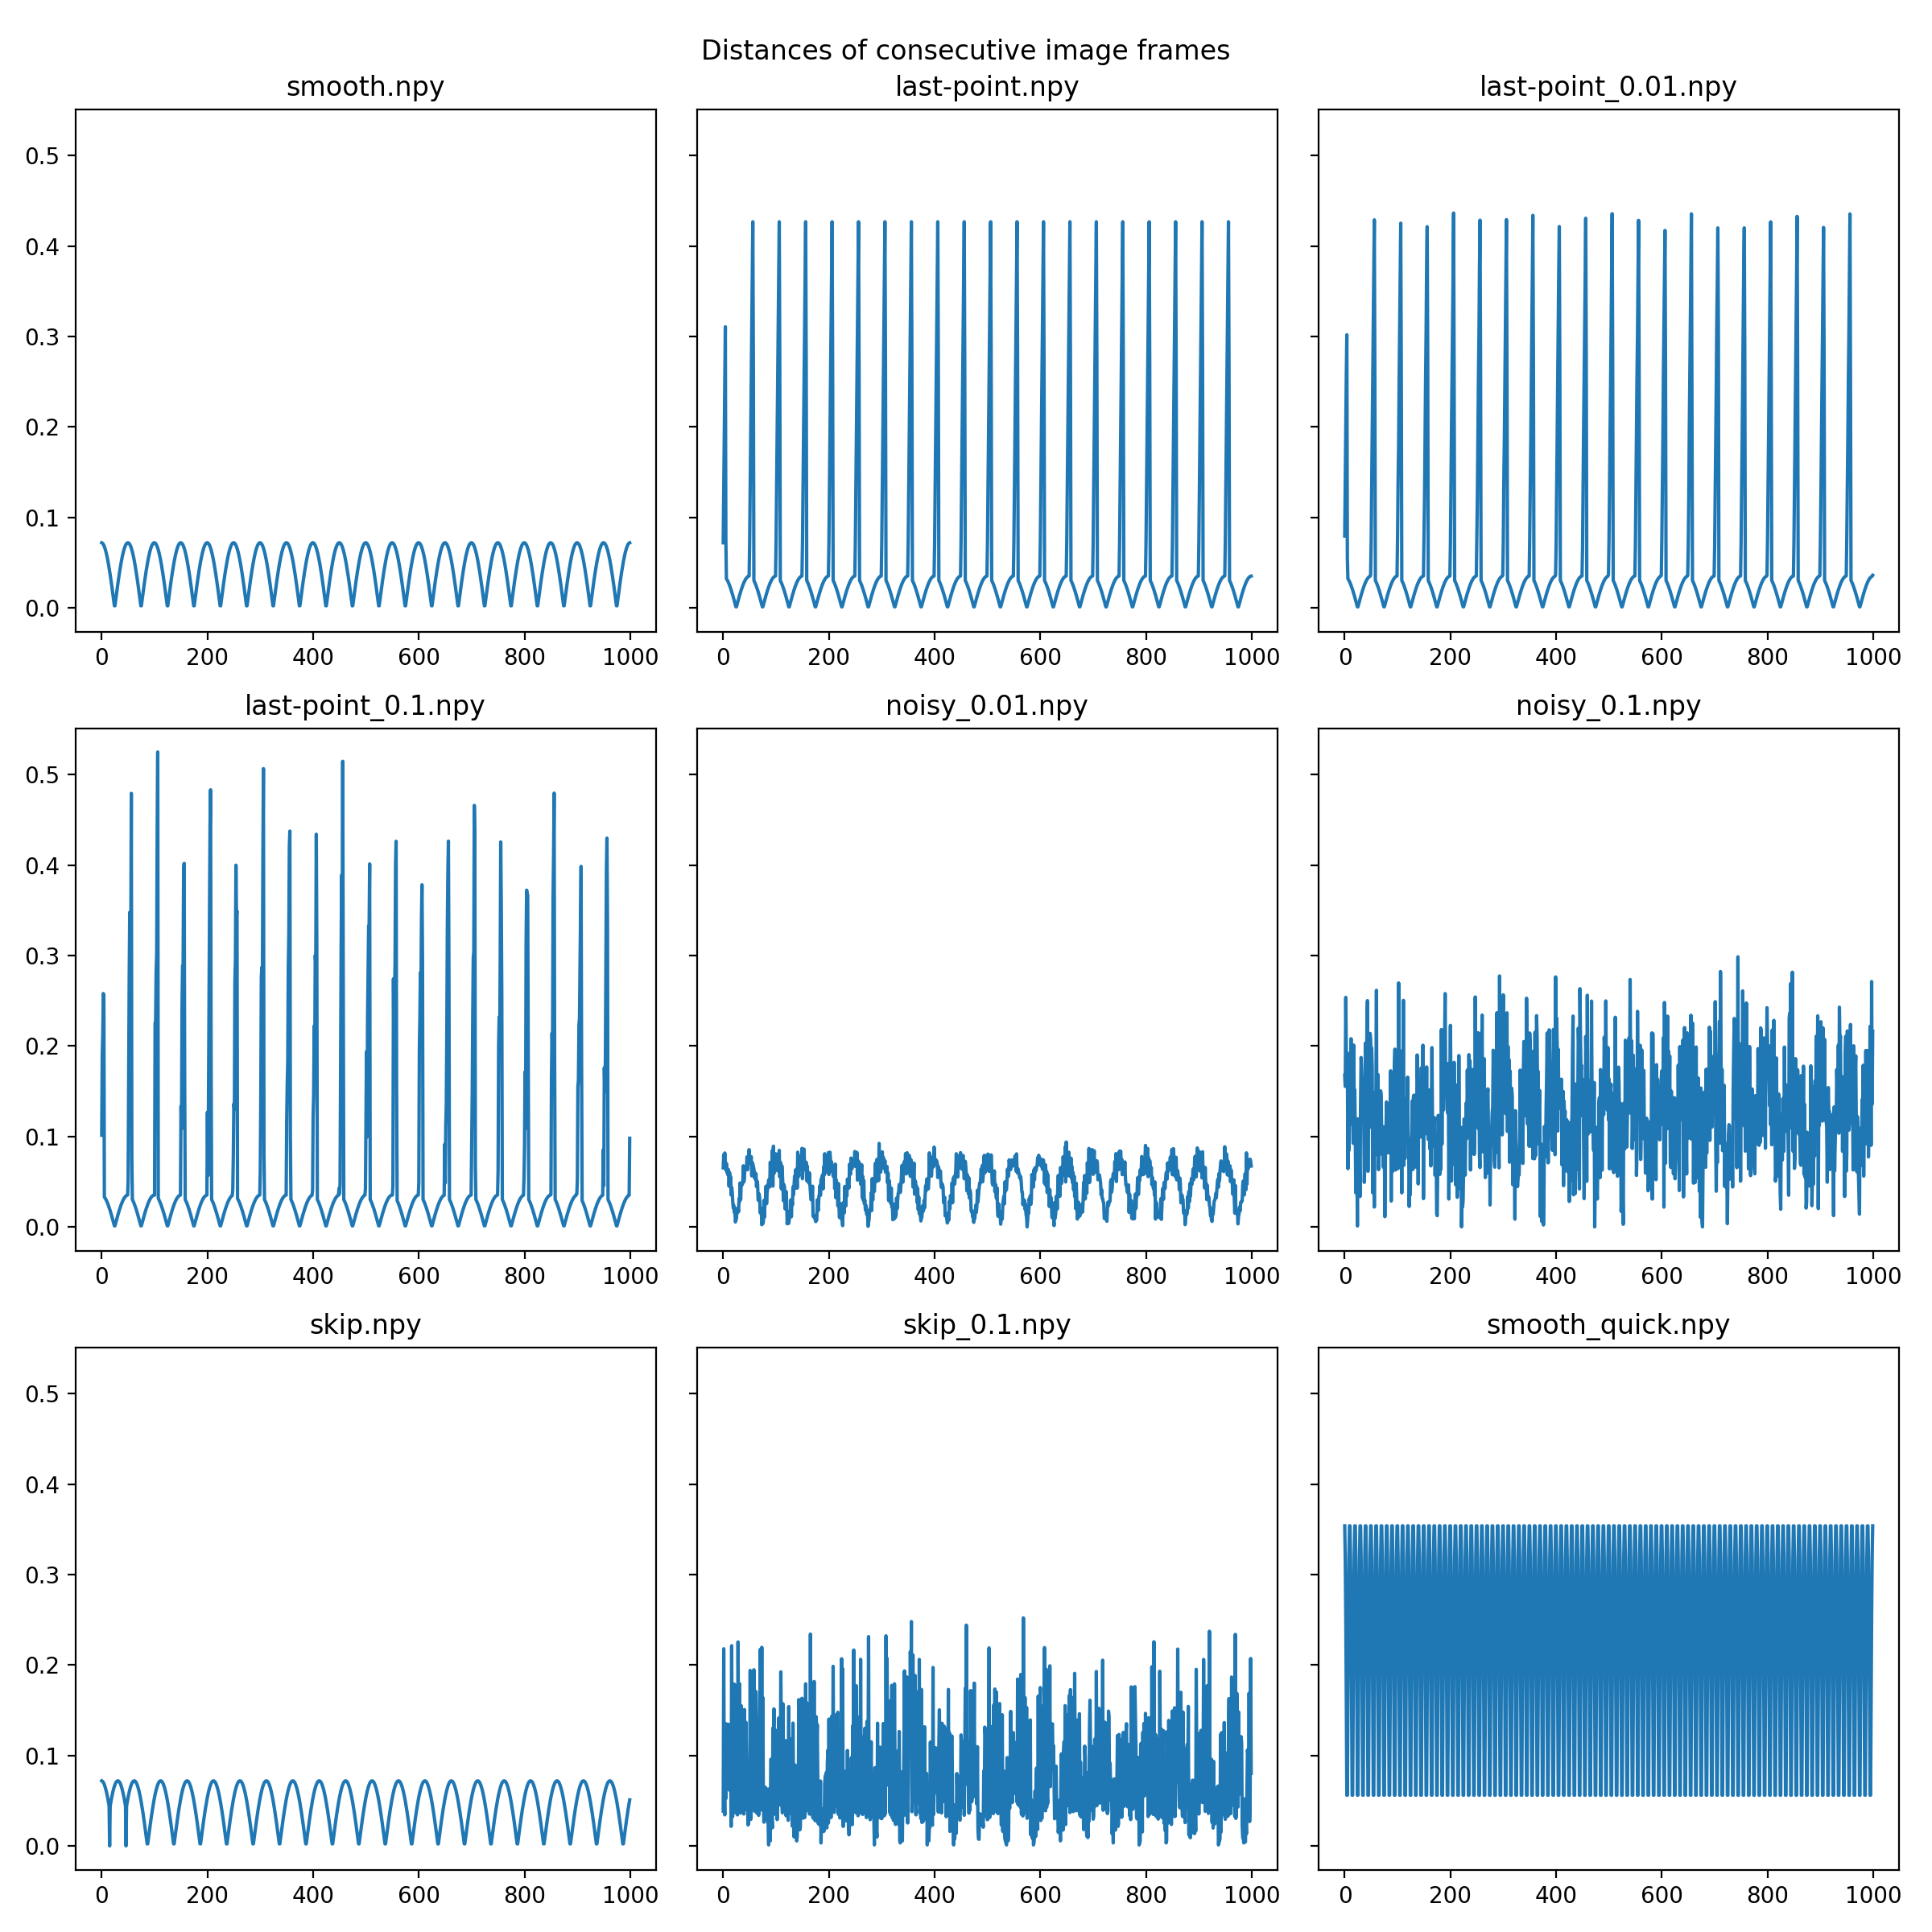 Distances of consecutive image frames
smooth.npy
last-point.npy
last-point_0.01.npy
0.5
0.4
0.3
0.2
0.1
0.0
0 200 400 600 800 1000
0 200 400 600 800 1000
0 200 400 600 800 1000
last-point_0.1.npy
noisy_0.01.npy
noisy_0.1.npy
0.5
0.4
0.3
0.2
0.1
0.0
0 200 400 600 800 1000
0 200 400 600 800 1000
0 200 400 600 800 1000
skip.npy
skip_0.1.npy
smooth_quick.npy
0.5
0.4
0.3
0.2
0.1
0.0
0 200 400 600 800 1000
0 200 400 600 800 1000
0 200 400 600 800 1000